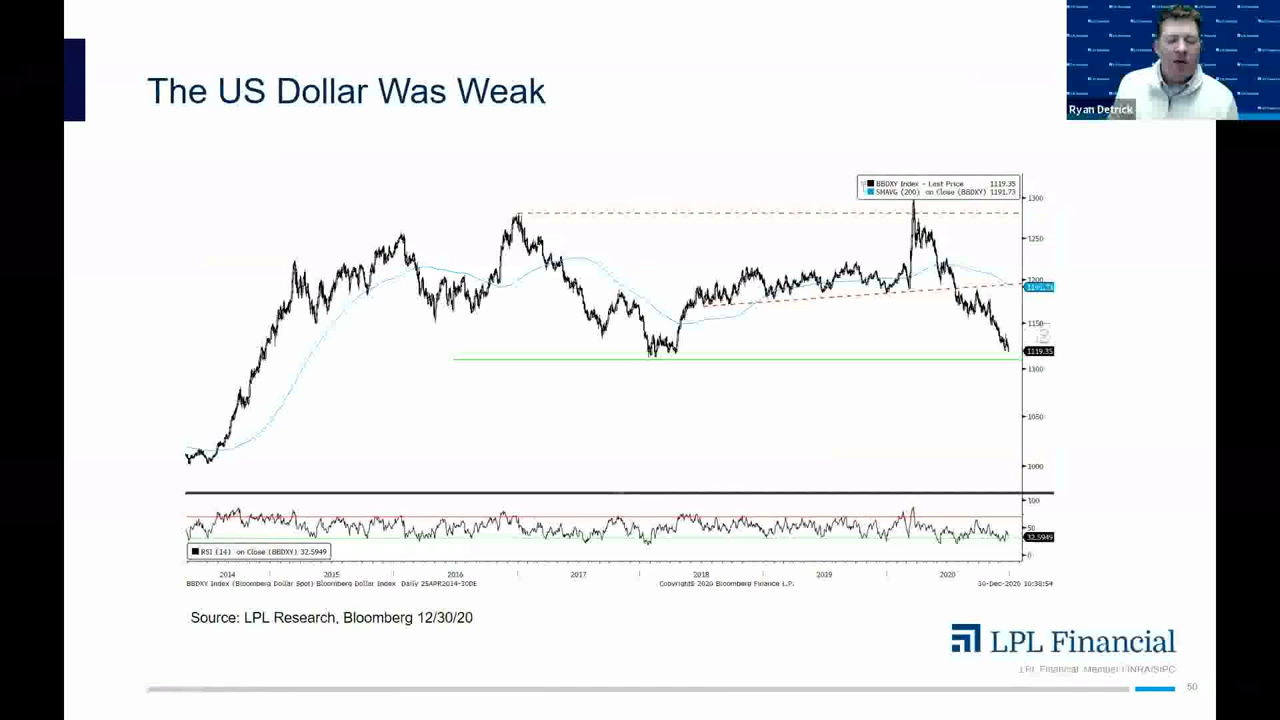 The US Dollar Was Weak
Ryan Detrick
BBDXY Index - Last Price 1119.35
SMAVG (200) on Close (BBDXY) 1191.73
1300
1250
1200
1191.73
1150
1119.35
1100
1050
1000
100
50
32.5949
0
RSI (14) on Close (BBDXY) 32.5949
2014 2015 2016 2017 2018 2019 2020
BBDXY Index (Bloomberg Dollar Spot) Bloomberg Dollar Index Daily 25APR2014-30DE
Copyright© 2020 Bloomberg Finance L.P.
30-Dec-2020 10:38:54
Source: LPL Research, Bloomberg 12/30/20
LPL Financial
LPL Financial Member FINRA/SIPC
50